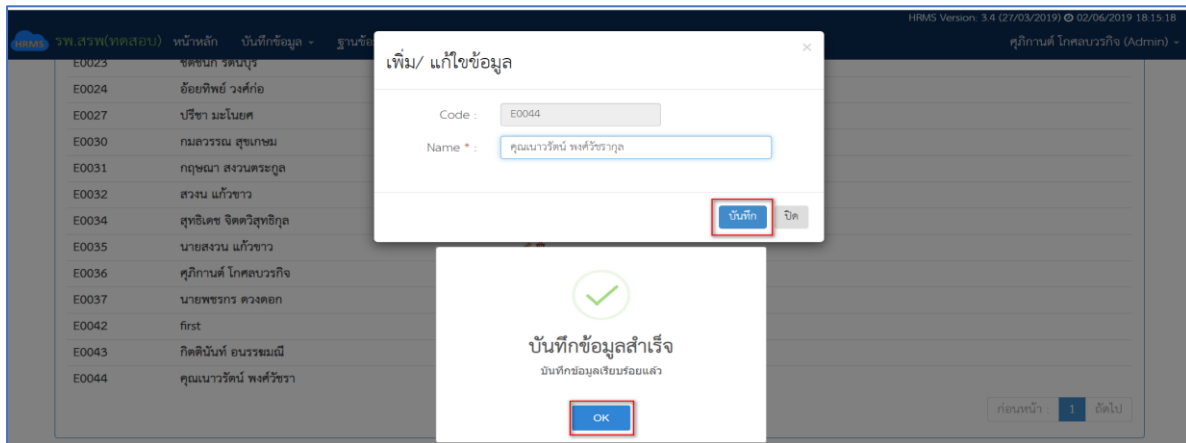 HRMS Version: 3.4 (27/03/2019) 02/06/2019 18:15:18
HRMS รพ.สรพ(ทดสอบ) หน้าหลัก บันทึกข้อมูล ฐานข้อ ศุภิกานต์ โกศลบวรกิจ (Admin)
E0023
E0024 อ้อยทิพย์ วงศ์ก่อ
E0027 ปรีชา มะโนยศ
E0030 กมลวรรณ สุขเกษม
E0031 กฤษณา สงวนตระกูล
E0032 สวงน แก้วขาว
E0034 สุทธิเดช จิตตวิสุทธิกุล
E0035 นายสงวน แก้วขาว
E0036 ศุภิกานต์ โกศลบวรกิจ
E0037 นายพชรกร ดวงดอก
E0042 first
E0043 กิตตินันท์ อนรรฆมณี
E0044 คุณเนาวรัตน์ พงศ์วัชรา
เพิ่ม/ แก้ไขข้อมูล
Code : E0044
Name * : คุณเนาวรัตน์ พงศ์วัชรากุล
บันทึก ปิด
บันทึกข้อมูลสำเร็จ
บันทึกข้อมูลเรียบร้อยแล้ว
OK
ก่อนหน้า : 1 ถัดไป